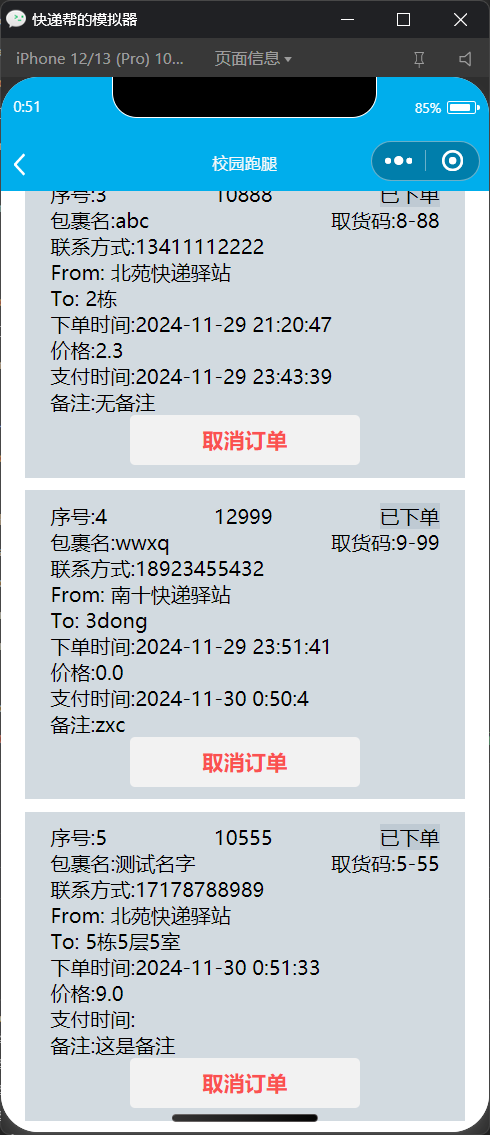 快递帮的模拟器
iPhone 12/13 (Pro) 10... 页面信息
0:51 85%
校园跑腿
序号:3 10888 已下单
包裹名:abc 取货码:8-88
联系方式:13411112222
From: 北苑快递驿站
To: 2栋
下单时间:2024-11-29 21:20:47
价格:2.3
支付时间:2024-11-29 23:43:39
备注:无备注
取消订单
序号:4 12999 已下单
包裹名:wwxq 取货码:9-99
联系方式:18923455432
From: 南十快递驿站
To: 3dong
下单时间:2024-11-29 23:51:41
价格:0.0
支付时间:2024-11-30 0:50:4
备注:zxc
取消订单
序号:5 10555 已下单
包裹名:测试名字 取货码:5-55
联系方式:17178788989
From: 北苑快递驿站
To: 5栋5层5室
下单时间:2024-11-30 0:51:33
价格:9.0
支付时间:
备注:这是备注
取消订单